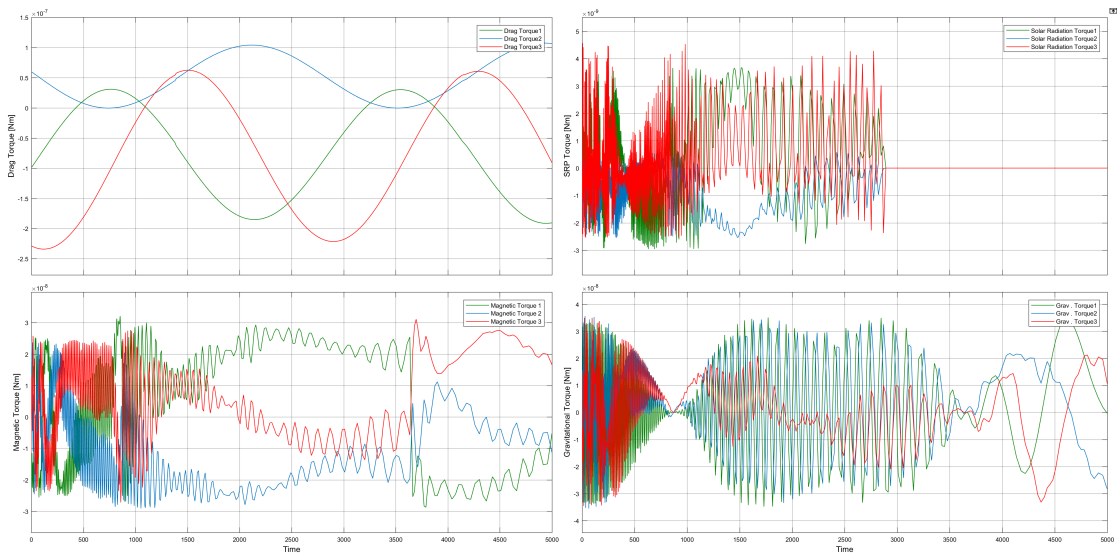 ×10⁻⁷
1.5
1
0.5
0
-0.5
-1
-1.5
-2
-2.5
Drag Torque [Nm]
Drag Torque1
Drag Torque2
Drag Torque3
×10⁻⁹
5
4
3
2
1
0
-1
-2
-3
SRP Torque [Nm]
Solar Radiation Torque1
Solar Radiation Torque2
Solar Radiation Torque3
3
2
1
0
-1
-2
-3
Magnetic Torque [Nm]
Magnetic Torque 1
Magnetic Torque 2
Magnetic Torque 3
0 500 1000 1500 2000 2500 3000 3500 4000 4500 5000
Time
4
3
2
1
0
-1
-2
-3
-4
Gravitational Torque [Nm]
Grav . Torque1
Grav . Torque2
Grav . Torque3
0 500 1000 1500 2000 2500 3000 3500 4000 4500 5000
Time